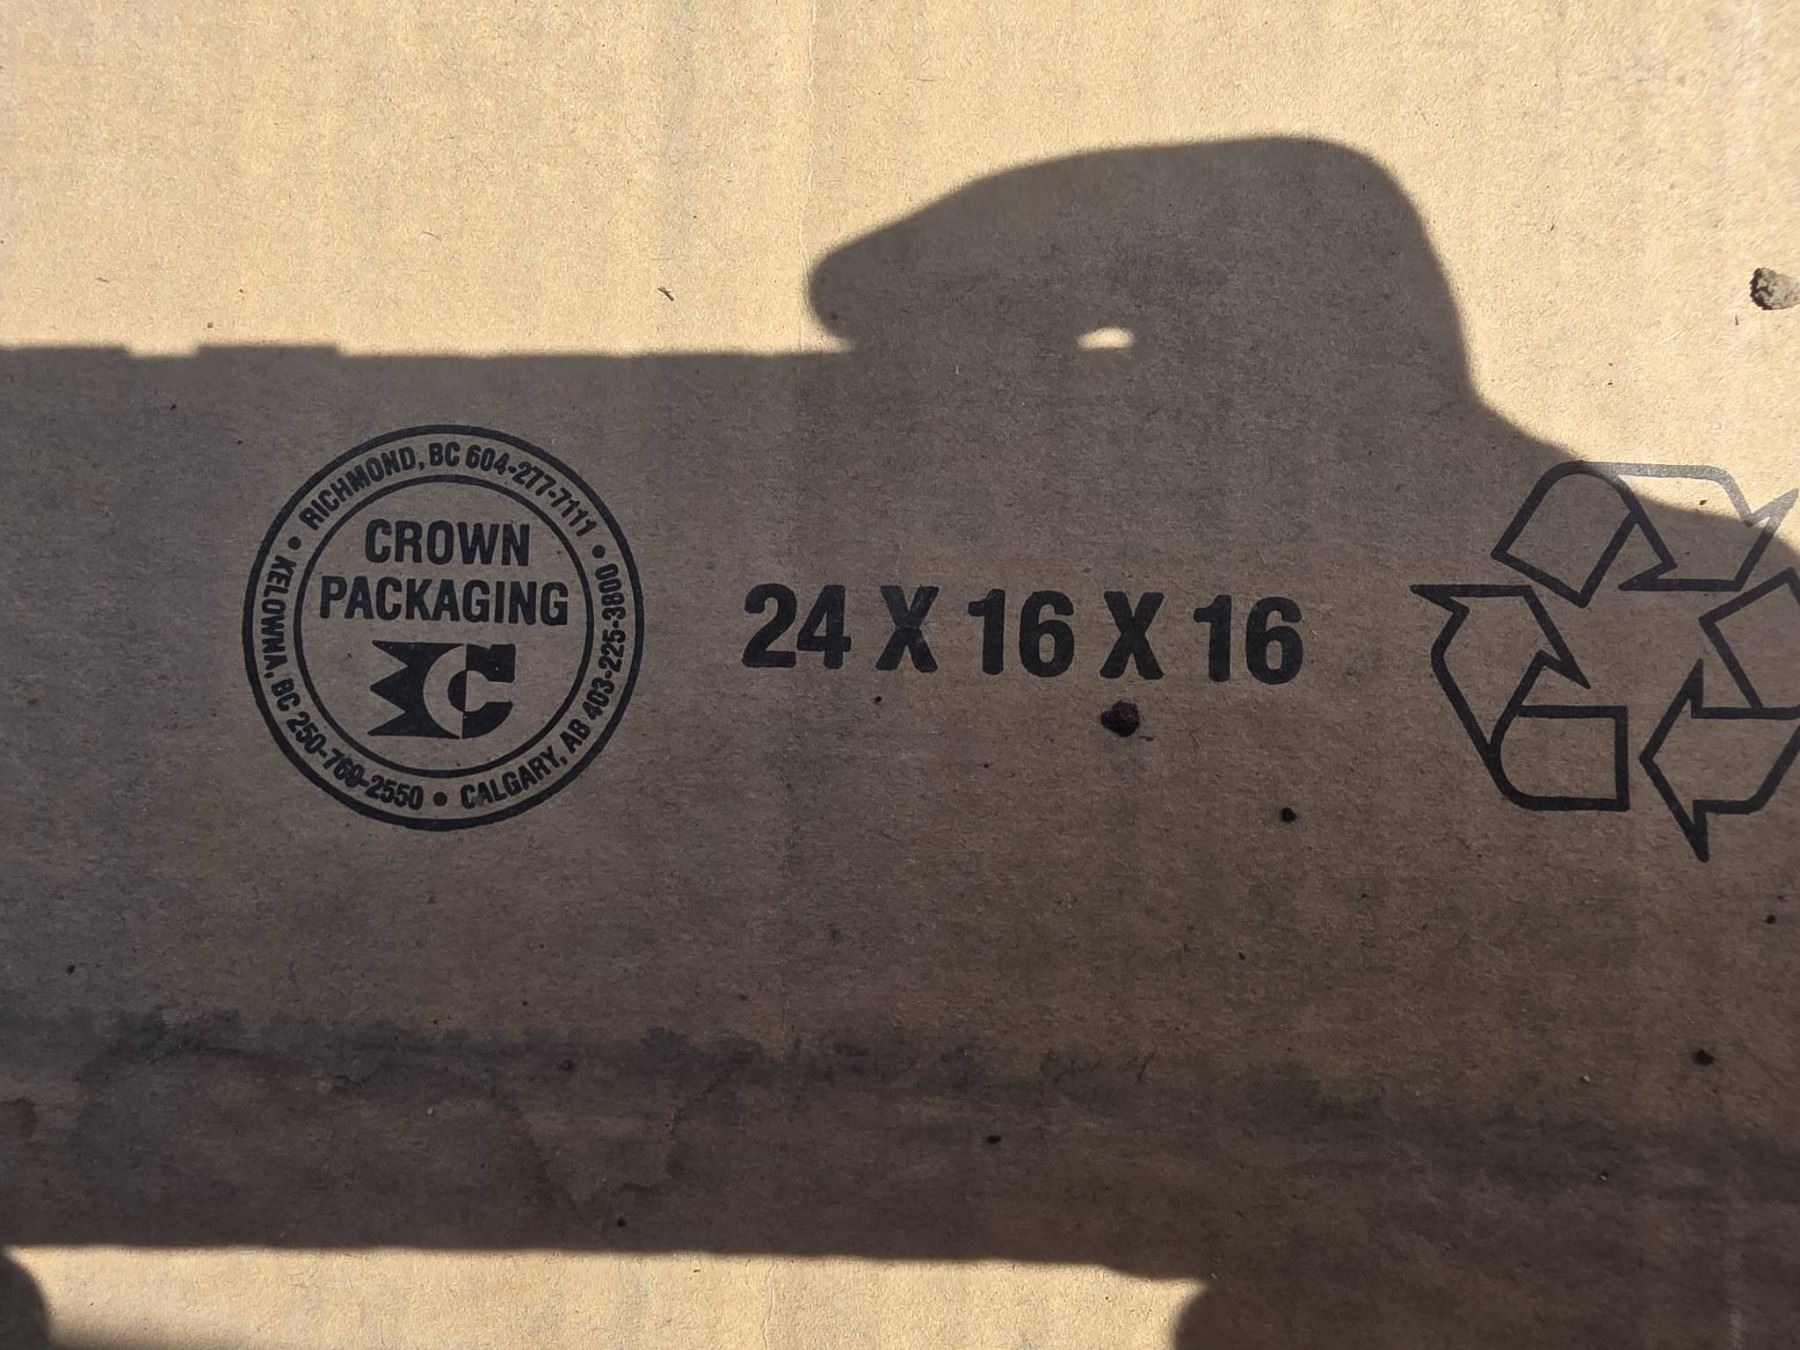 RICHMOND, BC 604-277-7111 •
CALGARY, AB 403-225-3800
• KELOWNA, BC 250-769-2550 •
CROWN
PACKAGING
24 X 16 X 16